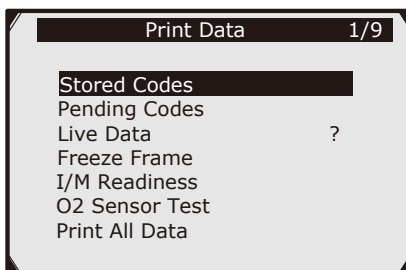 Print Data 1/9
Stored Codes
Pending Codes
Live Data ?
Freeze Frame
I/M Readiness
O2 Sensor Test
Print All Data